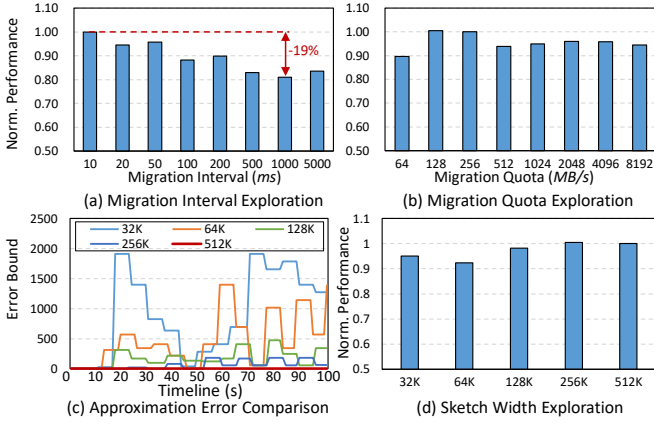 Norm. Performance
1.00
0.90
0.80
0.70
0.60
0.50
-19%
10 20 50 100 200 500 1000 5000
Migration Interval (ms)
(a) Migration Interval Exploration
1.00
0.90
0.80
0.70
0.60
0.50
64 128 256 512 1024 2048 4096 8192
Migration Quota (MB/s)
(b) Migration Quota Exploration
Error Bound
2500
2000
1500
1000
500
0
32K 64K 128K
256K 512K
0 10 20 30 40 50 60 70 80 90 100
Timeline (s)
(c) Approximation Error Comparison
Norm. Performance
1.1
1
0.9
0.8
0.7
0.6
0.5
32K 64K 128K 256K 512K
(d) Sketch Width Exploration